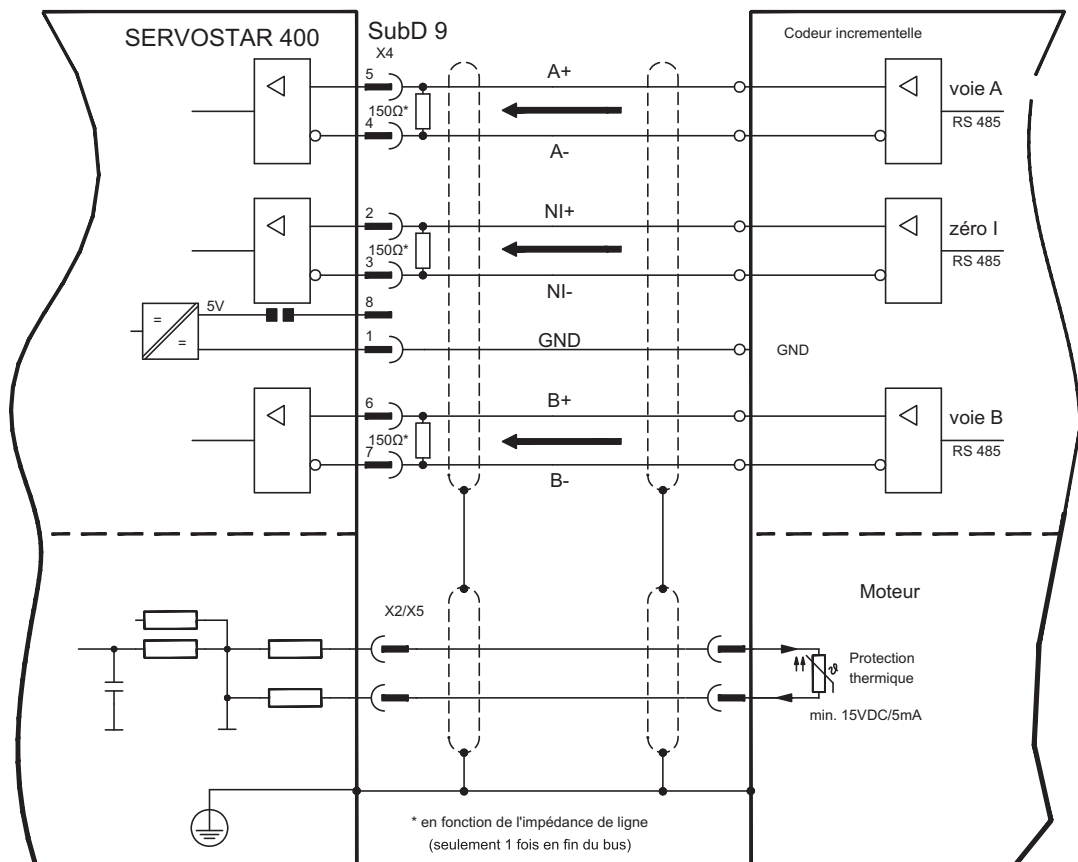 SERVOSTAR 400
SubD 9
X4
Codeur incrementelle
5
A+
voie A
150Ω*
RS 485
4
A-
2
NI+
zéro I
150Ω*
RS 485
3
NI-
5V
8
=
=
1
GND
GND
6
B+
voie B
150Ω*
RS 485
7
B-
X2/X5
Moteur
Protection
thermique
ϑ
min. 15VDC/5mA
* en fonction de l'impédance de ligne
(seulement 1 fois en fin du bus)